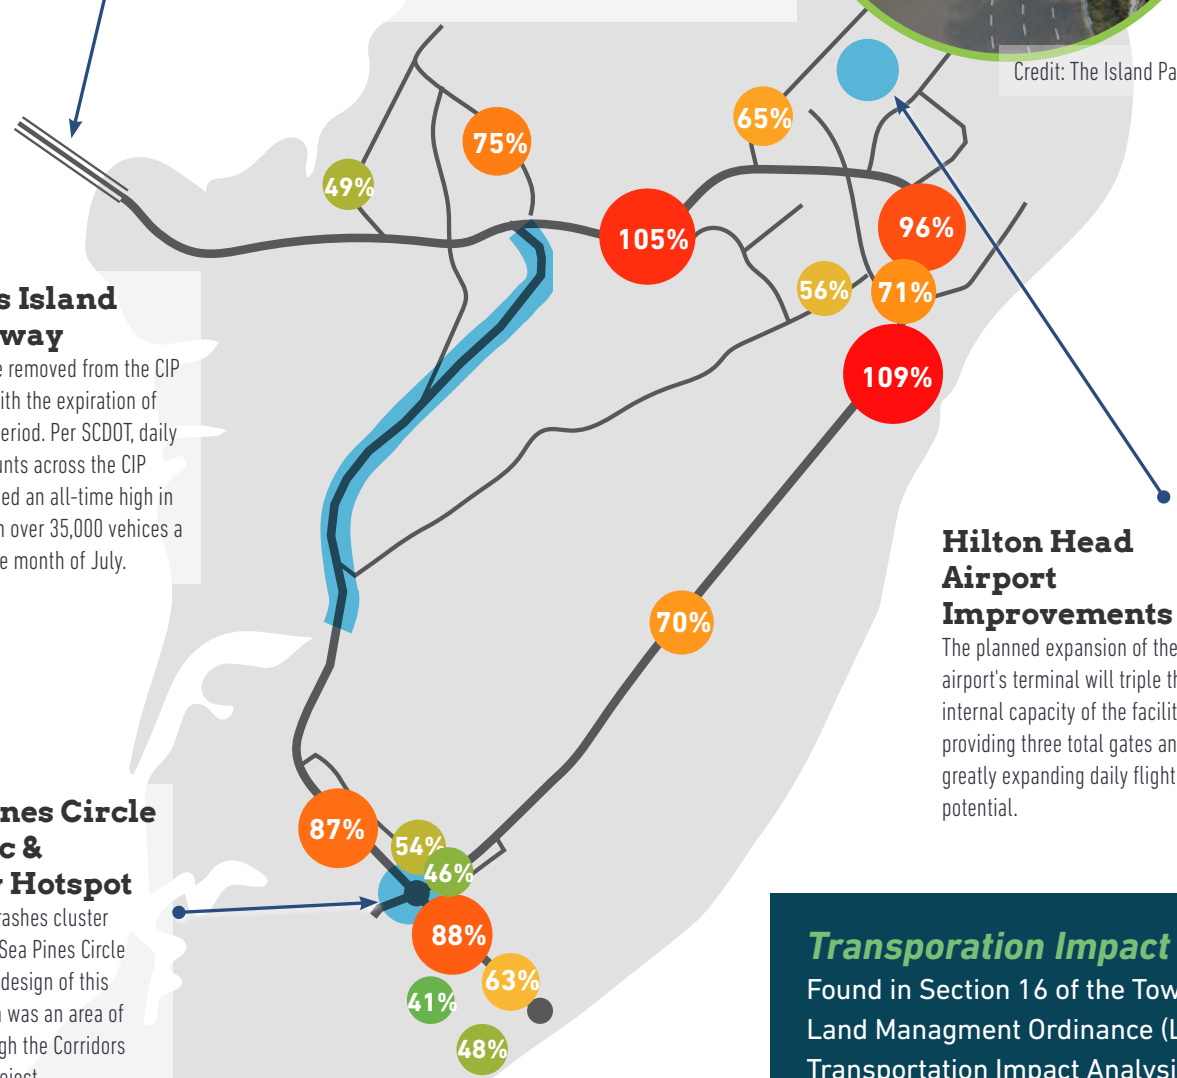 Credit: The Island Pa
65%
75%
49%
105%
96%
56%
71%
109%
70%
87%
54%
46%
88%
63%
41%
48%
s Island
way
e removed from the CIP
ith the expiration of
eriod. Per SCDOT, daily
unts across the CIP
ed an all-time high in
n over 35,000 vehices a
e month of July.
Hilton Head
Airport
Improvements
The planned expansion of the
airport's terminal will triple th
internal capacity of the facilit
providing three total gates an
greatly expanding daily flight
potential.
nes Circle
c &
Hotspot
rashes cluster
Sea Pines Circle
design of this
was an area of
gh the Corridors
oject
Transporation Impact
Found in Section 16 of the Tow
Land Managment Ordinance (L
Transportation Impact Analysi